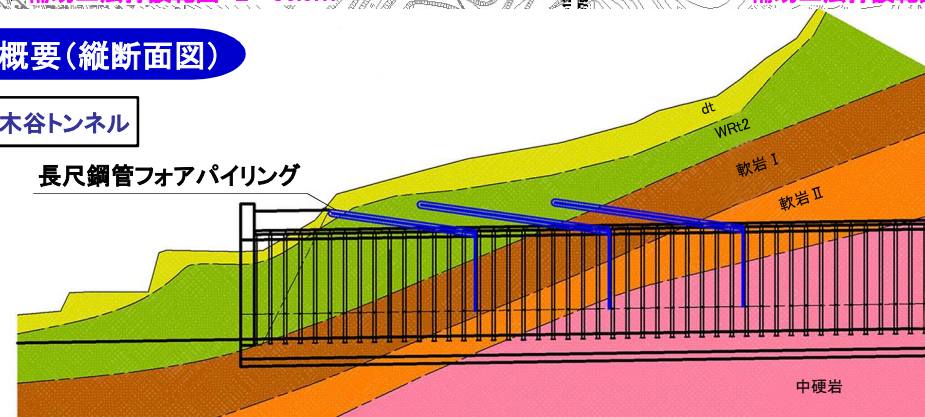 概要(縦断面図)
木谷トンネル
長尺鋼管フォアパイリング
dt
WRt2
軟岩Ⅰ
軟岩Ⅱ
中硬岩